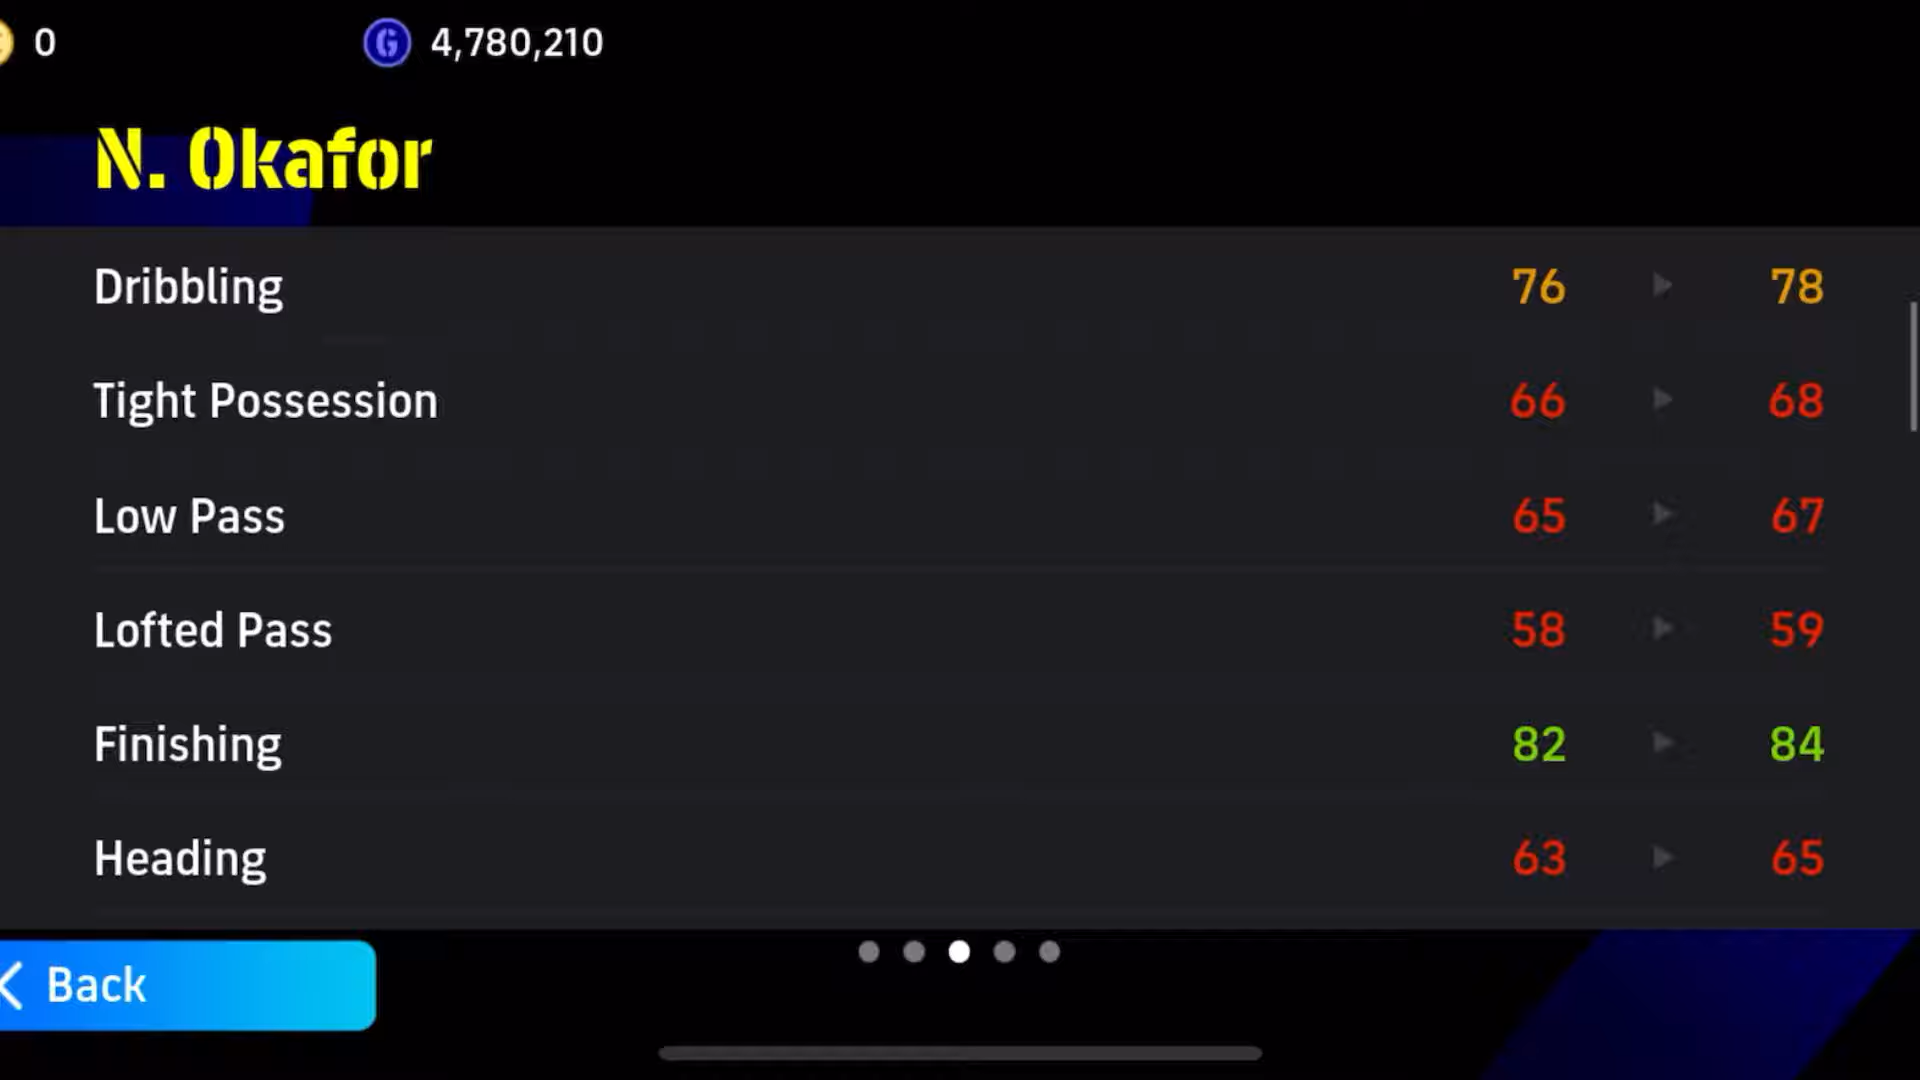 0 4,780,210
N. Okafor
Dribbling 76 78
Tight Possession 66 68
Low Pass 65 67
Lofted Pass 58 59
Finishing 82 84
Heading 63 65
Back